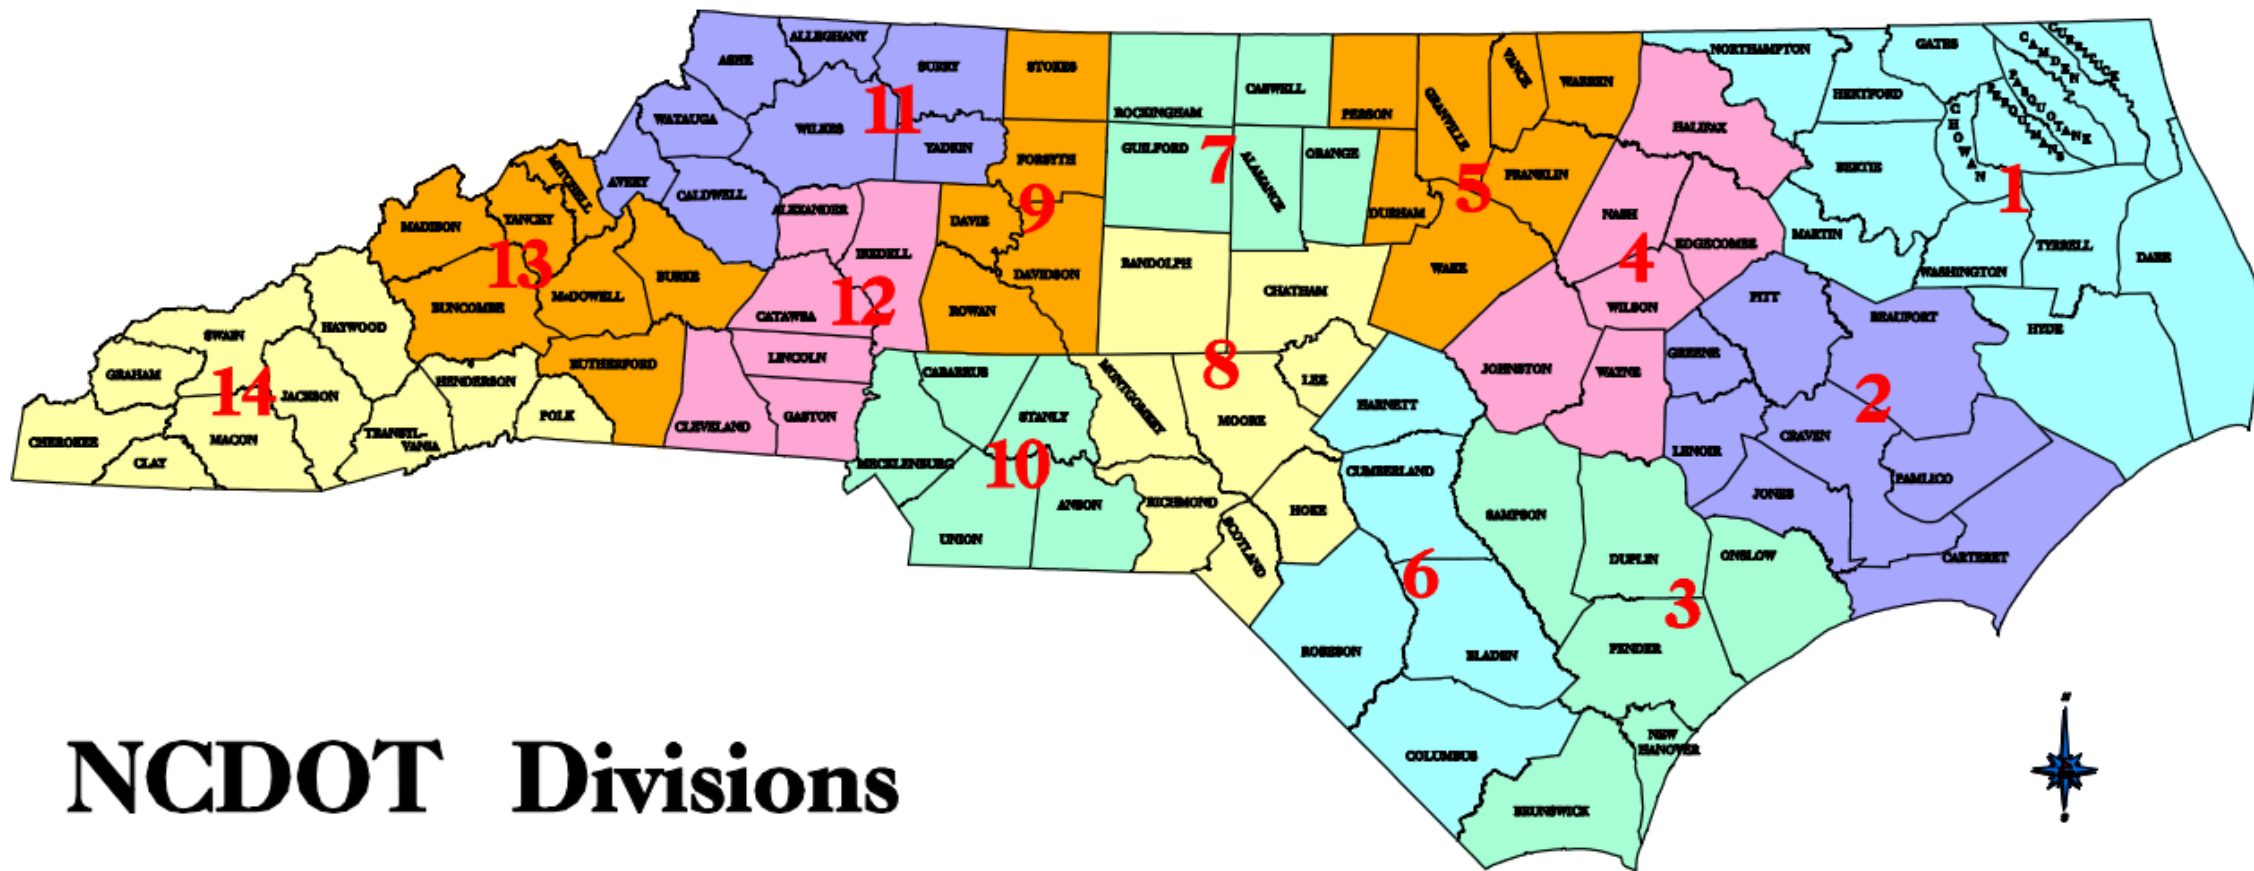 ALLEGHANY
ASHE
SURRY
STOKES
ROCKINGHAM
CASWELL
PERSON
GRANVILLE
VANCE
WARREN
NORTHAMPTON
GATES
CAMDEN
CURRITUCK
HERTFORD
PASQUOTANK
PERQUIMANS
CHOWAN
WATAUGA
WILKES
11
YADKIN
FORSYTH
GUILFORD
7
ALAMANCE
ORANGE
HALIFAX
BERTIE
1
MITCHELL
AVERY
CALDWELL
ALEXANDER
IREDELL
DAVIE
9
DAVIDSON
RANDOLPH
DURHAM
5
FRANKLIN
NASH
EDGECOMBE
4
MARTIN
WASHINGTON
TYRRELL
DARE
MADISON
YANCEY
13
BUNCOMBE
McDOWELL
BURKE
CATAWBA
12
ROWAN
CHATHAM
WAKE
WILSON
PITT
BEAUFORT
HYDE
SWAIN
HAYWOOD
GRAHAM
14
JACKSON
HENDERSON
RUTHERFORD
POLK
LINCOLN
CLEVELAND
GASTON
CABARRUS
STANLY
MONTGOMERY
8
LEE
MOORE
HARNETT
JOHNSTON
WAYNE
GREENE
2
CHEROKEE
CLAY
MACON
TRANSYL-
VANIA
MECKLENBURG
10
UNION
ANSON
RICHMOND
SCOTLAND
HOKE
CUMBERLAND
SAMPSON
LENOIR
CRAVEN
JONES
PAMLICO
CARTERET
DUPLIN
ONSLOW
6
3
ROBESON
BLADEN
PENDER
COLUMBUS
NEW
HANOVER
BRUNSWICK
N
S
NCDOT Divisions